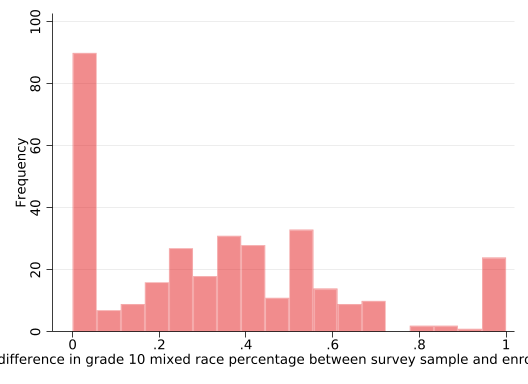 100
80
60
40
20
0
Frequency
0 .2 .4 .6 .8 1
difference in grade 10 mixed race percentage between survey sample and enro